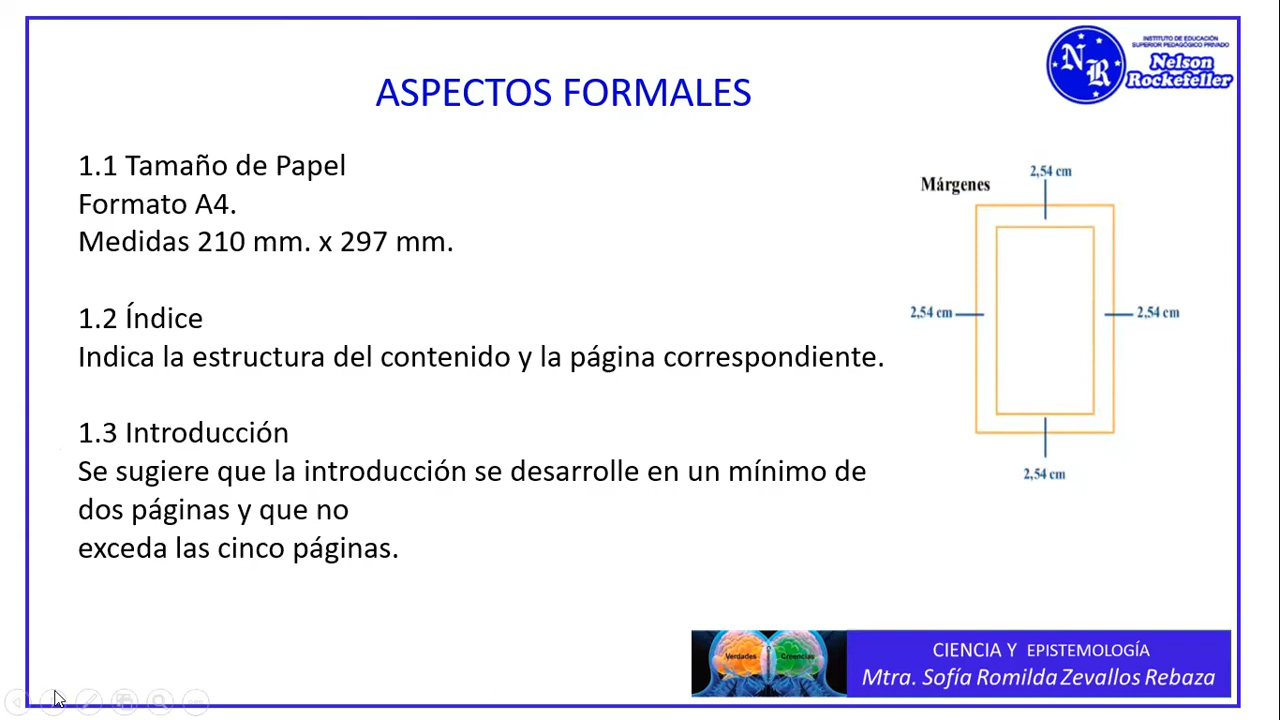 INSTITUTO DE EDUCACIÓN
SUPERIOR PEDAGÓGICO PRIVADO
NR
Nelson
Rockefeller
ASPECTOS FORMALES
1.1 Tamaño de Papel
Formato A4.
Medidas 210 mm. x 297 mm.
1.2 Índice
Indica la estructura del contenido y la página correspondiente.
1.3 Introducción
Se sugiere que la introducción se desarrolle en un mínimo de
dos páginas y que no
exceda las cinco páginas.
Márgenes
2,54 cm
2,54 cm
2,54 cm
2,54 cm
Verdades
Creencias
CIENCIA Y EPISTEMOLOGÍA
Mtra. Sofía Romilda Zevallos Rebaza